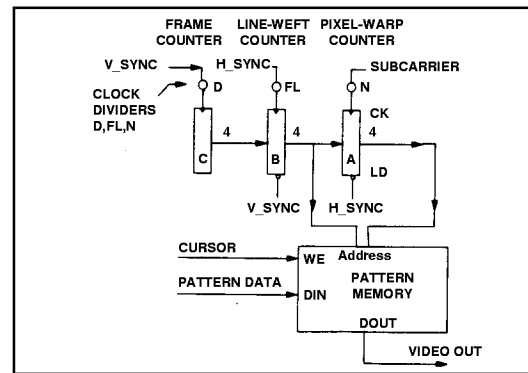 FRAME COUNTER
LINE-WEFT COUNTER
PIXEL-WARP COUNTER
V_SYNC
H_SYNC
SUBCARRIER
D
FL
N
CLOCK DIVIDERS D,FL,N
CK
4
4
4
C
B
A
LD
V_SYNC
H_SYNC
CURSOR
WE
Address
PATTERN DATA
DIN
PATTERN MEMORY
DOUT
VIDEO OUT